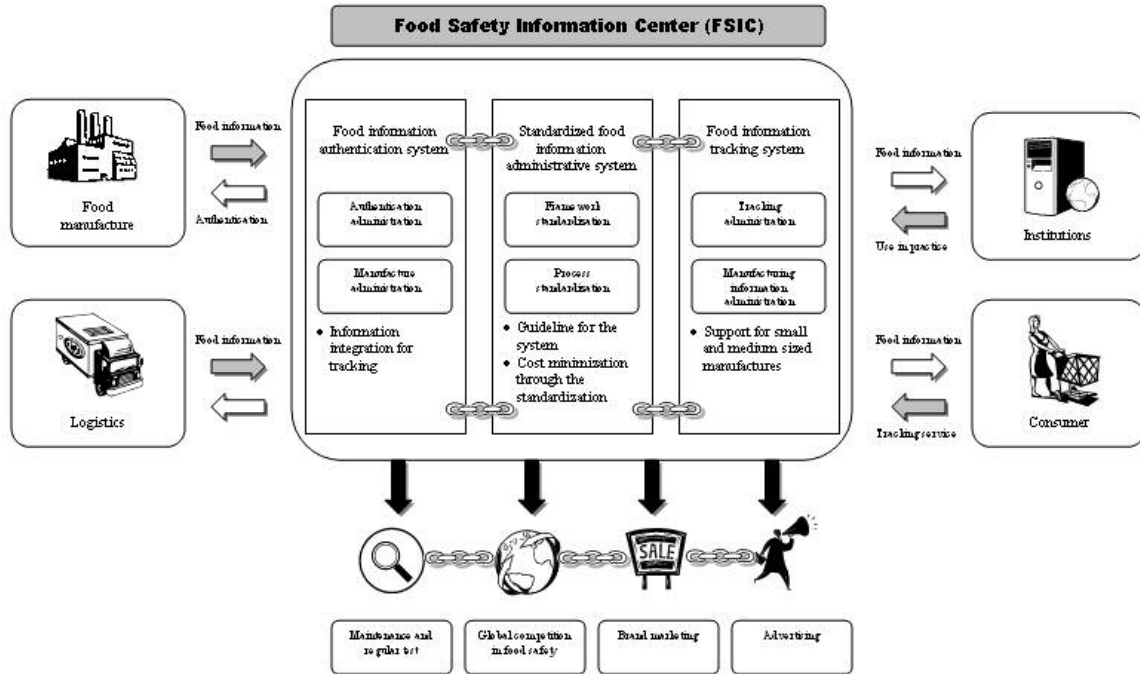 Food Safety Information Center (FSIC)
Food information
Authentication
Food
manufacture
Food information
Logistics
Food information
authentication system
Authentication
administration
Manufacture
administration
• Information
integration for
tracking
Standardized food
information
administrative system
Framework
standardization
Process
standardization
• Guideline for the
system
• Cost minimization
through the
standardization
Food information
tracking system
Tracking
administration
Manufacturing
information
administration
• Support for small
and medium sized
manufactures
Food information
Use in practice
Institutions
Food information
Tracking service
Consumer
SALE
Maintenance and
regular test
Global competition
in food safety
Brand marketing
Advertising